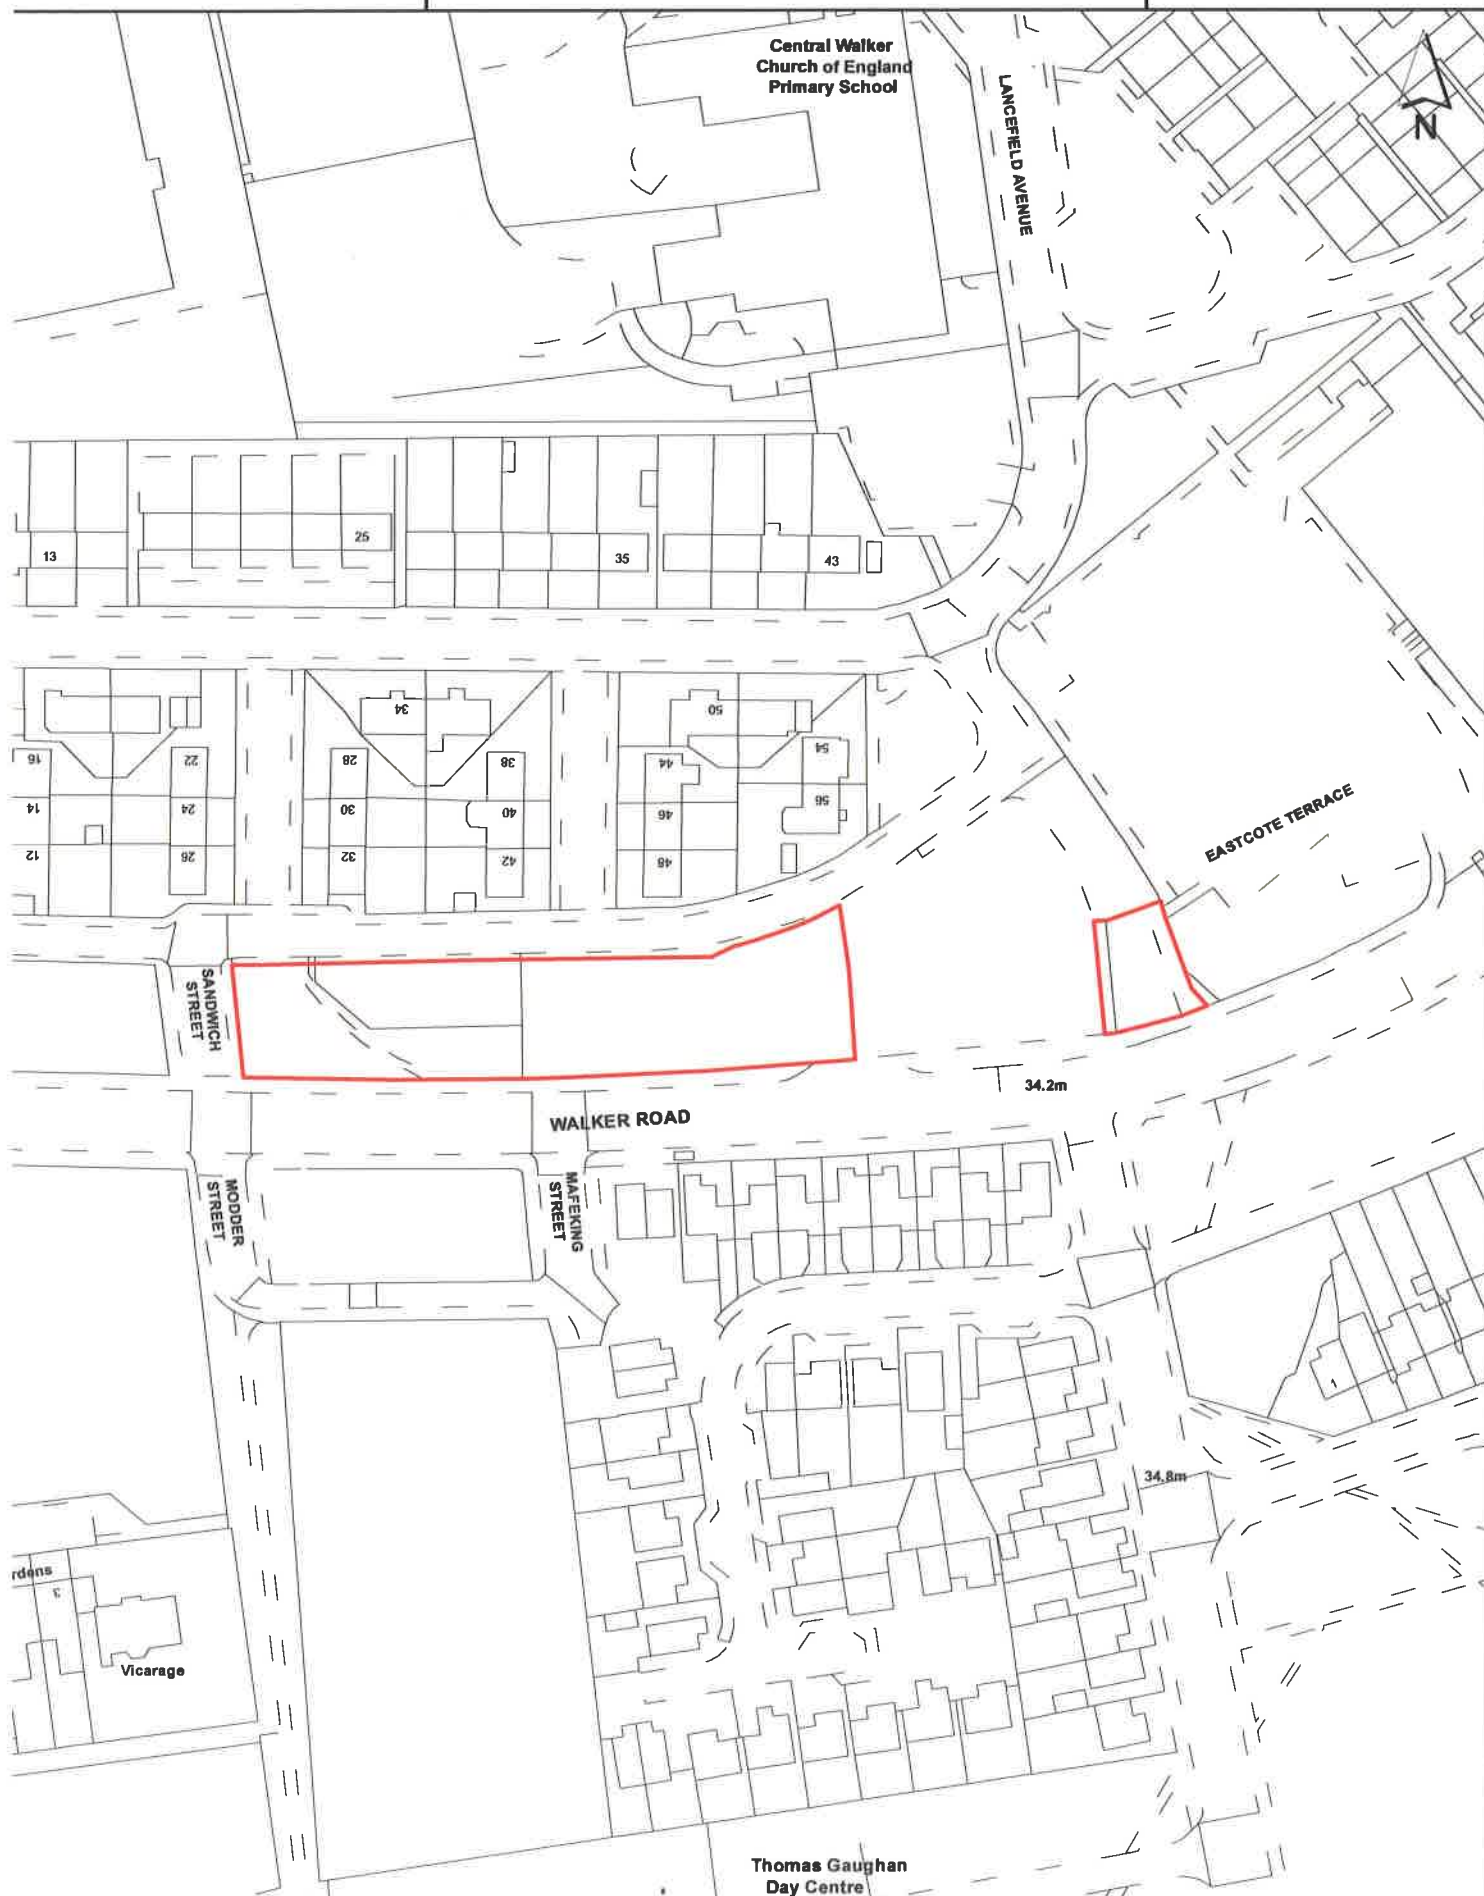 Central Walker
Church of England
Primary School
LANCEFIELD AVENUE
N
13
25
35
43
34
50
16
22
28
38
44
54
14
24
30
40
46
56
12
26
32
42
48
EASTCOTE TERRACE
SANDWICH
STREET
34.2m
WALKER ROAD
MODDER
STREET
MAFEKING
STREET
1
34.8m
rdens
3
Vicarage
Thomas Gaughan
Day Centre